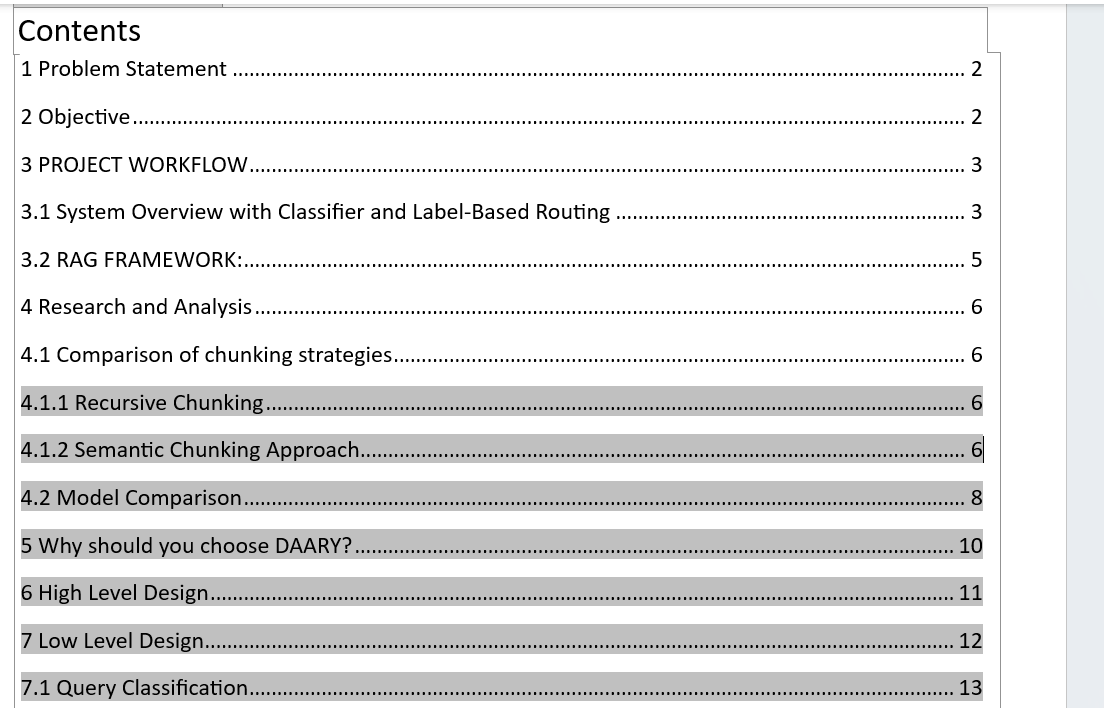 Contents
1 Problem Statement ........ 2
2 Objective ........ 2
3 PROJECT WORKFLOW ........ 3
3.1 System Overview with Classifier and Label-Based Routing ........ 3
3.2 RAG FRAMEWORK: ........ 5
4 Research and Analysis ........ 6
4.1 Comparison of chunking strategies ........ 6
4.1.1 Recursive Chunking ........ 6
4.1.2 Semantic Chunking Approach ........ 6
4.2 Model Comparison ........ 8
5 Why should you choose DAARY? ........ 10
6 High Level Design ........ 11
7 Low Level Design ........ 12
7.1 Query Classification ........ 13